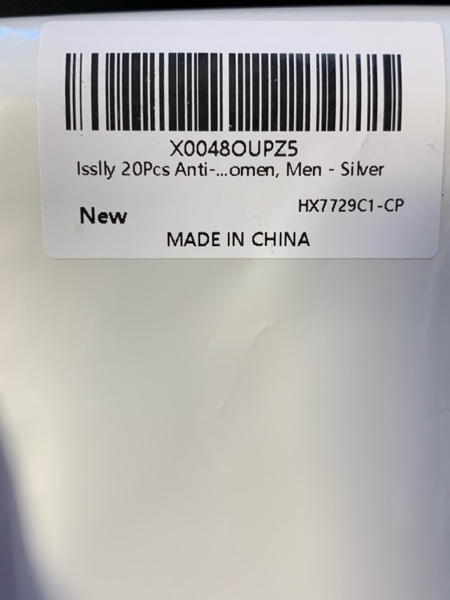 X0048OUPZ5
Isslly 20Pcs Anti-...omen, Men - Silver
HX7729C1-CP
New
MADE IN CHINA